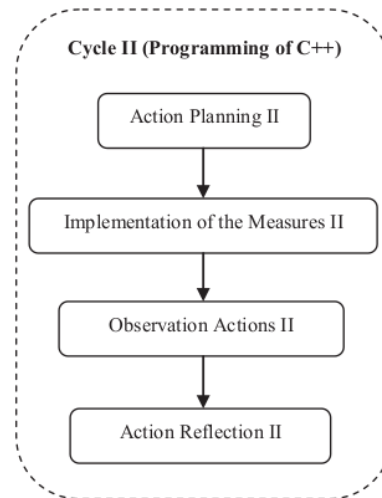 Cycle II (Programming of C++)
Action Planning II
Implementation of the Measures II
Observation Actions II
Action Reflection II